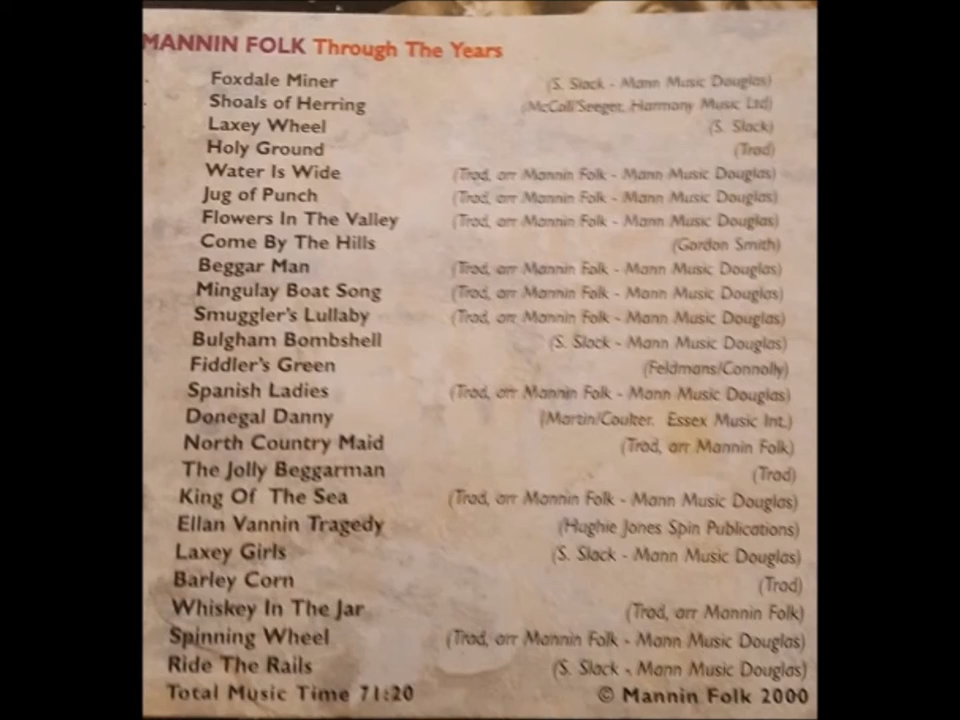 MANNIN FOLK Through The Years
Foxdale Miner (S. Slack - Mann Music Douglas)
Shoals of Herring (McCall/Seeger, Harmony Music Ltd)
Laxey Wheel (S. Slack)
Holy Ground (Trad)
Water Is Wide (Trad, arr Mannin Folk - Mann Music Douglas)
Jug of Punch (Trad, arr Mannin Folk - Mann Music Douglas)
Flowers In The Valley (Trad, arr Mannin Folk - Mann Music Douglas)
Come By The Hills (Gordon Smith)
Beggar Man (Trad, arr Mannin Folk - Mann Music Douglas)
Mingulay Boat Song (Trad, arr Mannin Folk - Mann Music Douglas)
Smuggler's Lullaby (Trad, arr Mannin Folk - Mann Music Douglas)
Bulgham Bombshell (S. Slack - Mann Music Douglas)
Fiddler's Green (Feldmans/Connolly)
Spanish Ladies (Trad, arr Mannin Folk - Mann Music Douglas)
Donegal Danny (Martin/Coulter. Essex Music Int.)
North Country Maid (Trad, arr Mannin Folk)
The Jolly Beggarman (Trad)
King Of The Sea (Trad, arr Mannin Folk - Mann Music Douglas)
Ellan Vannin Tragedy (Hughie Jones Spin Publications)
Laxey Girls (S. Slack - Mann Music Douglas)
Barley Corn (Trad)
Whiskey In The Jar (Trad, arr Mannin Folk)
Spinning Wheel (Trad, arr Mannin Folk - Mann Music Douglas)
Ride The Rails (S. Slack - Mann Music Douglas)
Total Music Time 71:20 © Mannin Folk 2000